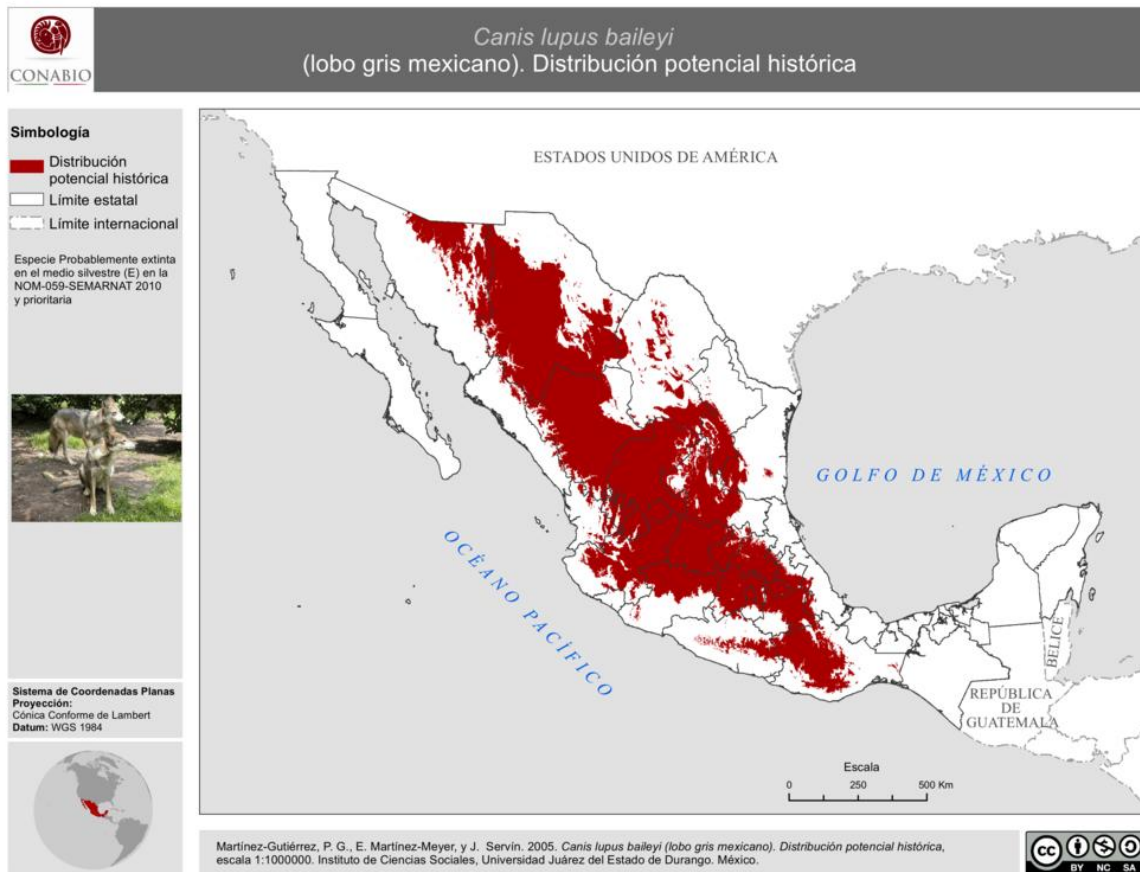 CONABIO
Canis lupus baileyi
(lobo gris mexicano). Distribución potencial histórica
Simbología
Distribución
potencial histórica
Límite estatal
Límite internacional
Especie Probablemente extinta
en el medio silvestre (E) en la
NOM-059-SEMARNAT 2010
y prioritaria
Sistema de Coordenadas Planas
Proyección:
Cónica Conforme de Lambert
Datum: WGS 1984
ESTADOS UNIDOS DE AMÉRICA
GOLFO DE MÉXICO
OCÉANO PACÍFICO
BELICE
REPÚBLICA
DE
GUATEMALA
Escala
0 250 500 Km
Martínez-Gutiérrez, P. G., E. Martínez-Meyer, y J. Servín. 2005. Canis lupus baileyi (lobo gris mexicano). Distribución potencial histórica,
escala 1:1000000. Instituto de Ciencias Sociales, Universidad Juárez del Estado de Durango. México.
cc
BY NC SA